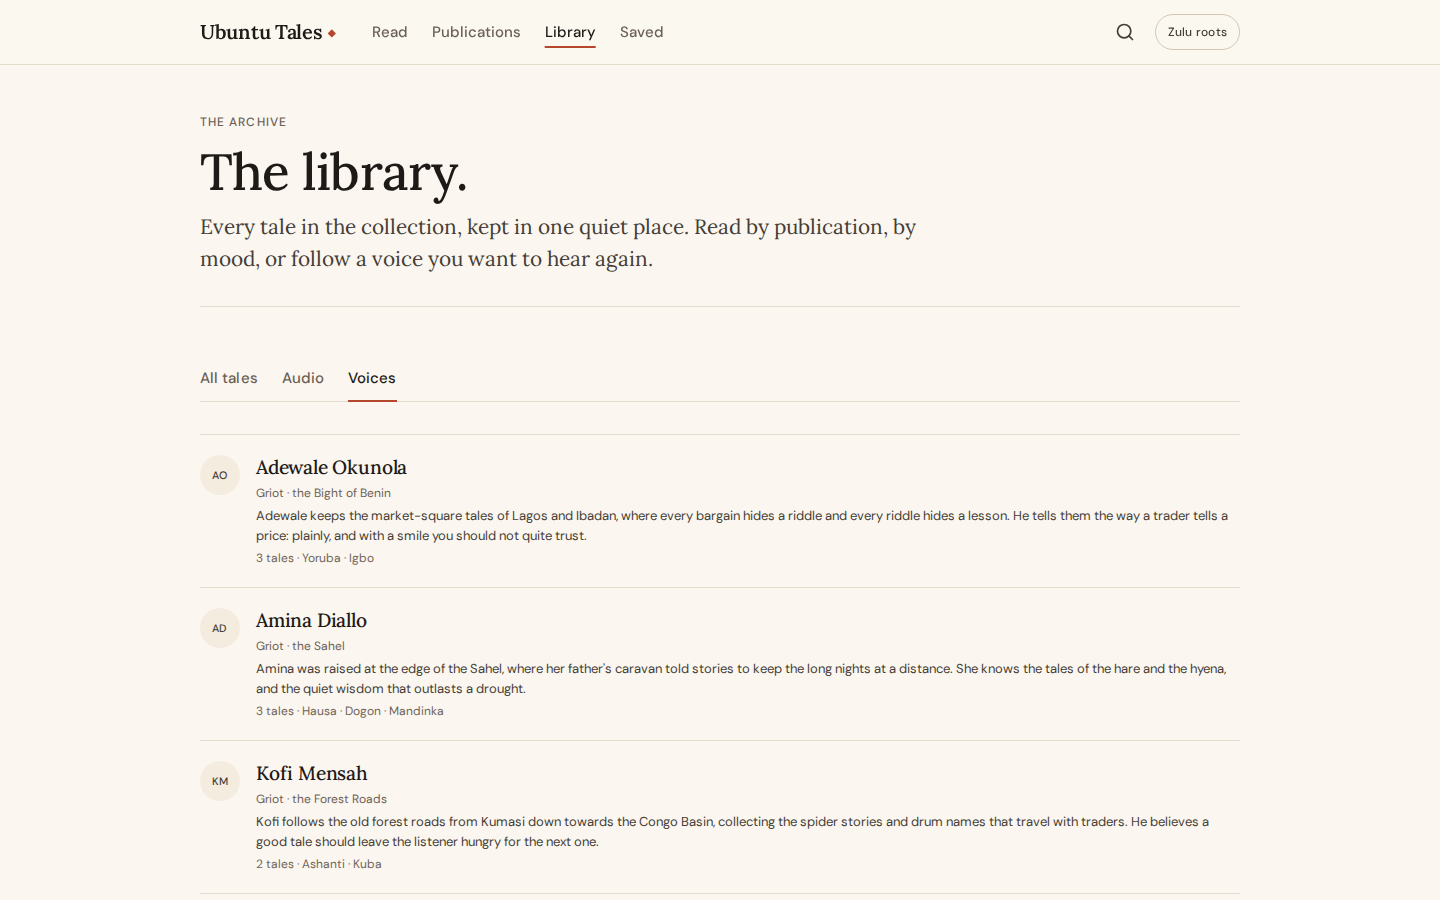 Ubuntu Tales
Read Publications Library Saved
Zulu roots
THE ARCHIVE
The library.
Every tale in the collection, kept in one quiet place. Read by publication, by
mood, or follow a voice you want to hear again.
All tales Audio Voices
AO
Adewale Okunola
Griot · the Bight of Benin
Adewale keeps the market-square tales of Lagos and Ibadan, where every bargain hides a riddle and every riddle hides a lesson. He tells them the way a trader tells a
price: plainly, and with a smile you should not quite trust.
3 tales · Yoruba · Igbo
AD
Amina Diallo
Griot · the Sahel
Amina was raised at the edge of the Sahel, where her father's caravan told stories to keep the long nights at a distance. She knows the tales of the hare and the hyena,
and the quiet wisdom that outlasts a drought.
3 tales · Hausa · Dogon · Mandinka
KM
Kofi Mensah
Griot · the Forest Roads
Kofi follows the old forest roads from Kumasi down towards the Congo Basin, collecting the spider stories and drum names that travel with traders. He believes a
good tale should leave the listener hungry for the next one.
2 tales · Ashanti · Kuba